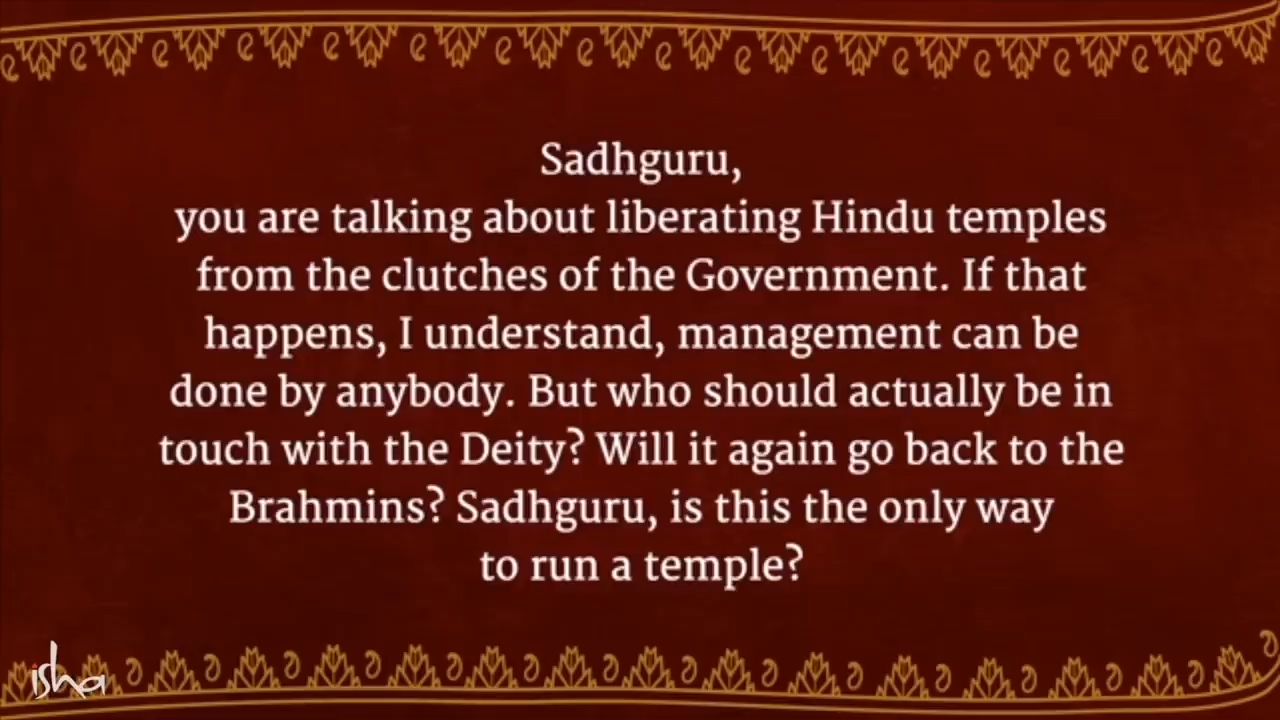 Sadhguru,
you are talking about liberating Hindu temples
from the clutches of the Government. If that
happens, I understand, management can be
done by anybody. But who should actually be in
touch with the Deity? Will it again go back to the
Brahmins? Sadhguru, is this the only way
to run a temple?
isha